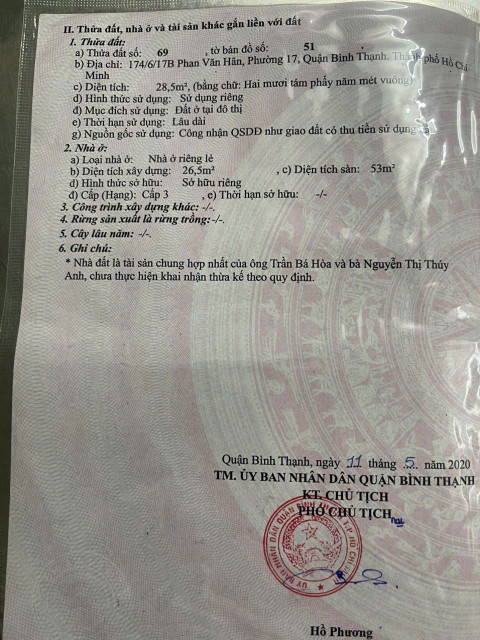 II. Thửa đất, nhà ở và tài sản khác gắn liền với đất
1. Thửa đất:
a) Thửa đất số: 69 , tờ bản đồ số: 51
b) Địa chỉ: 174/6/17B Phan Văn Hân, Phường 17, Quận Bình Thạnh, Thành phố Hồ Chí
Minh
c) Diện tích: 28,5m², (bằng chữ: Hai mươi tám phẩy năm mét vuông)
d) Hình thức sử dụng: Sử dụng riêng
đ) Mục đích sử dụng: Đất ở tại đô thị
e) Thời hạn sử dụng: Lâu dài
g) Nguồn gốc sử dụng: Công nhận QSDĐ như giao đất có thu tiền sử dụng
2. Nhà ở:
a) Loại nhà ở: Nhà ở riêng lẻ
b) Diện tích xây dựng: 26,5m² , c) Diện tích sàn: 53m²
d) Hình thức sở hữu: Sở hữu riêng
đ) Cấp (Hạng): Cấp 3 , e) Thời hạn sở hữu: -/-
3. Công trình xây dựng khác: -/-.
4. Rừng sản xuất là rừng trồng:-/-.
5. Cây lâu năm: -/-.
6. Ghi chú:
* Nhà đất là tài sản chung hợp nhất của ông Trần Bá Hòa và bà Nguyễn Thị Thúy
Anh, chưa thực hiện khai nhận thừa kế theo quy định.
Quận Bình Thạnh, ngày 11 tháng 5 năm 2020
TM. ỦY BAN NHÂN DÂN QUẬN BÌNH THẠNH
KT. CHỦ TỊCH
PHÓ CHỦ TỊCH
ỦY BAN NHÂN DÂN QUẬN BÌNH THẠNH T.P HỒ CHÍ MINH
Hồ Phương